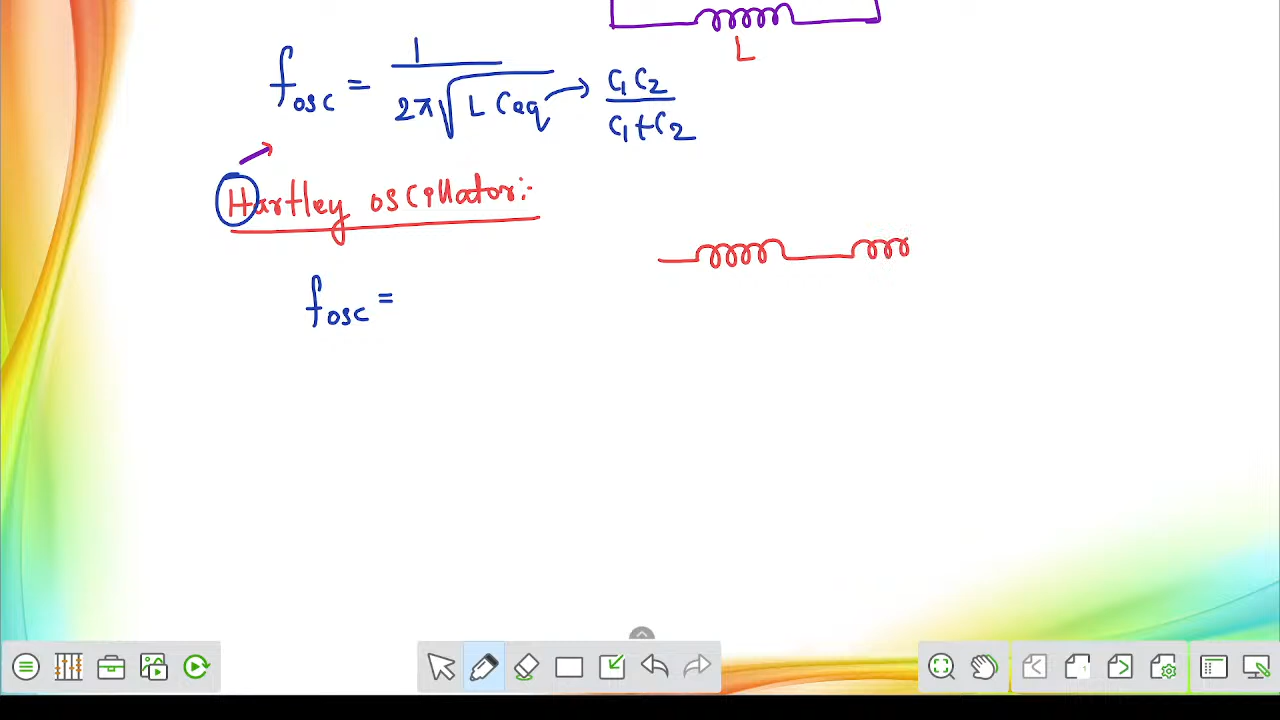 L
fosc = 1 / 2π√L Ceq → C1C2 / C1+C2
Hartley oscillator:-
fosc =